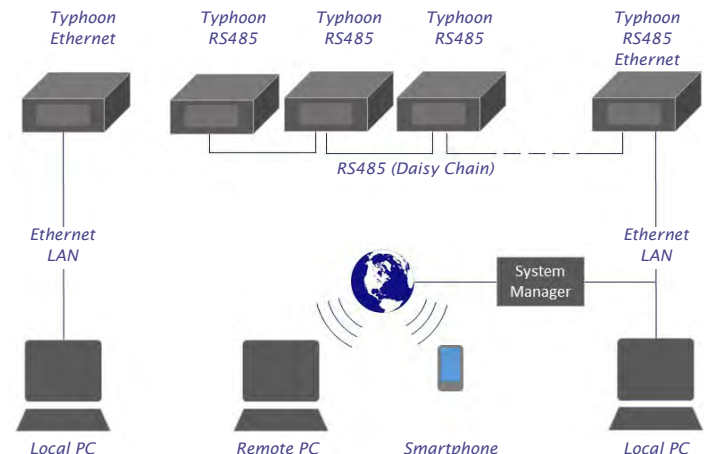 Typhoon
Ethernet
Typhoon
RS485
Typhoon
RS485
Typhoon
RS485
Typhoon
RS485
Ethernet
RS485 (Daisy Chain)
Ethernet
LAN
System
Manager
Ethernet
LAN
Local PC
Remote PC
Smartphone
Local PC